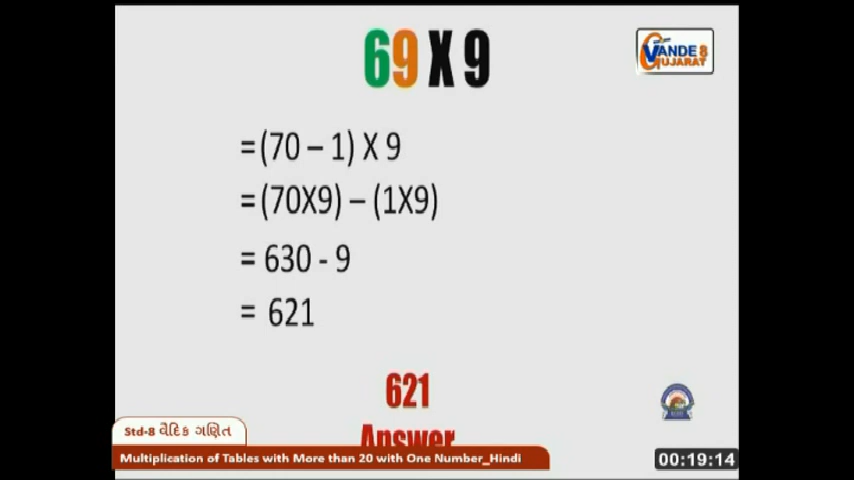 69 X 9
VANDE 8
GUJARAT
=(70 – 1) X 9
=(70X9) – (1X9)
= 630 - 9
= 621
621
Answer
Std-8 વૈદિક ગણિત
Multiplication of Tables with More than 20 with One Number_Hindi
00:19:14